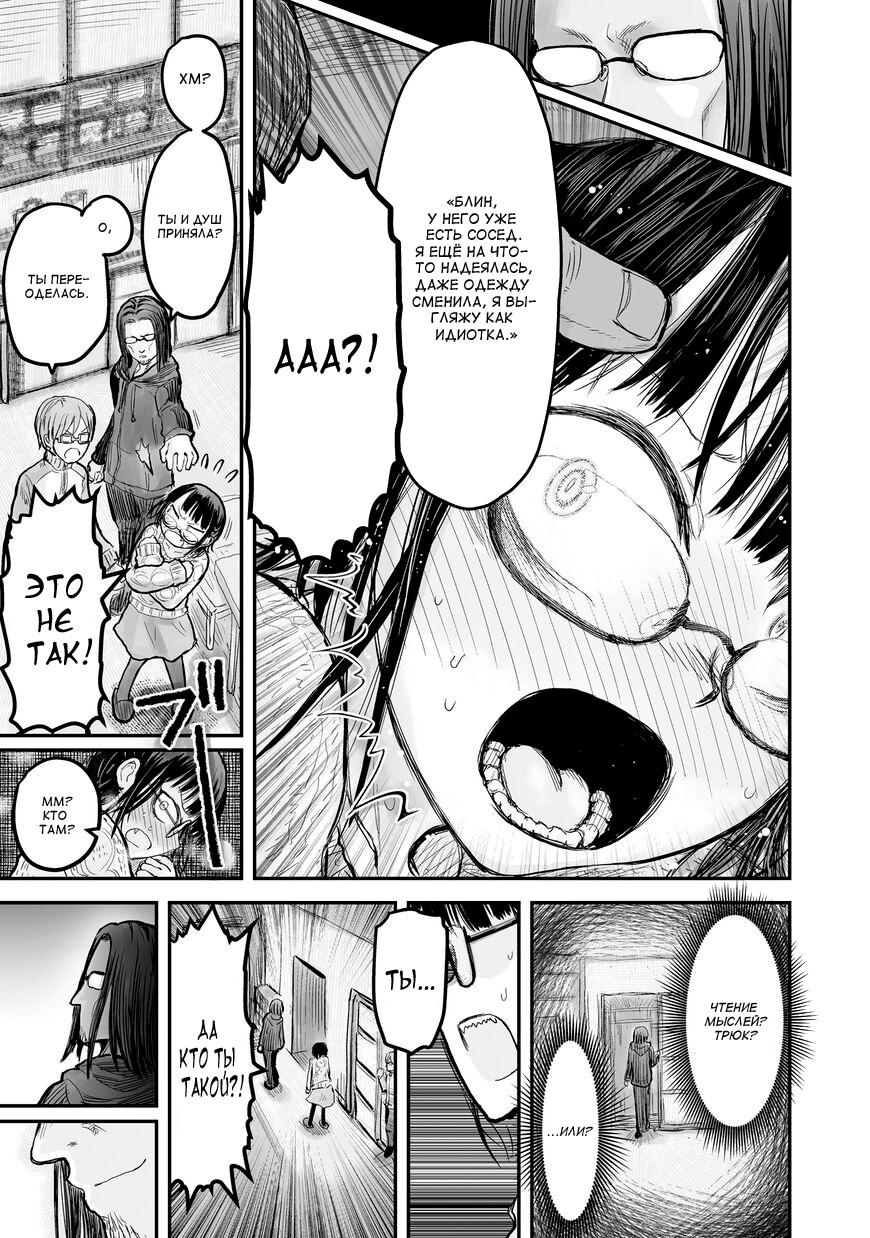 «БЛИН,
У НЕГО УЖЕ
ЕСТЬ СОСЕД.
Я ЕЩЁ НА ЧТО-
ТО НАДЕЯЛАСЬ,
ДАЖЕ ОДЕЖДУ
СМЕНИЛА, Я ВЫ-
ГЛЯЖУ КАК
ИДИОТКА.»
ААА?!
ХМ?
ТЫ И ДУШ
ПРИНЯЛА?
О,
ТЫ ПЕРЕ-
ОДЕЛАСЬ.
ЭТО
НЕ
ТАК!
ММ?
КТО
ТАМ?
ЧТЕНИЕ
МЫСЛЕЙ?
ТРЮК?
...ИЛИ?
ТЫ...
ДА
КТО ТЫ
ТАКОЙ?!